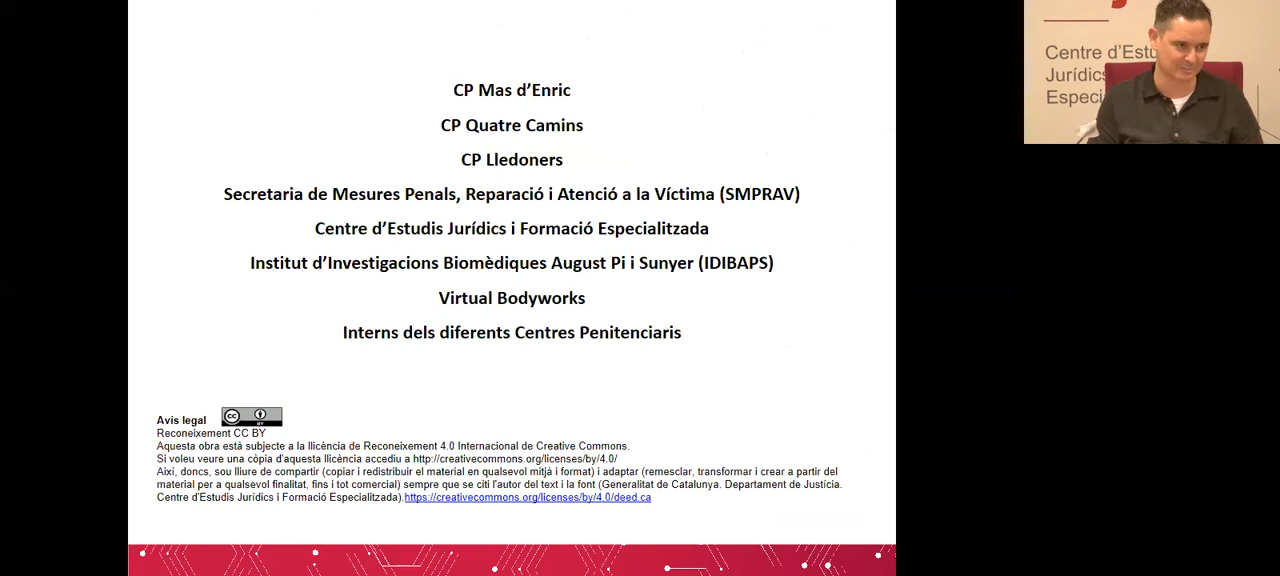 CP Mas d’Enric
CP Quatre Camins
CP Lledoners
Secretaria de Mesures Penals, Reparació i Atenció a la Víctima (SMPRAV)
Centre d’Estudis Jurídics i Formació Especialitzada
Institut d’Investigacions Biomèdiques August Pi i Sunyer (IDIBAPS)
Virtual Bodyworks
Interns dels diferents Centres Penitenciaris
Avís legal
cc
BY
Reconeixement CC BY
Aquesta obra està subjecte a la llicència de Reconeixement 4.0 Internacional de Creative Commons.
Si voleu veure una còpia d'aquesta llicència accediu a http://creativecommons.org/licenses/by/4.0/
Així, doncs, sou lliure de compartir (copiar i redistribuir el material en qualsevol mitjà i format) i adaptar (remesclar, transformar i crear a partir del
material per a qualsevol finalitat, fins i tot comercial) sempre que se citi l'autor del text i la font (Generalitat de Catalunya. Departament de Justícia.
Centre d'Estudis Jurídics i Formació Especialitzada).https://creativecommons.org/licenses/by/4.0/deed.ca
Centre d’Estu
Jurídics
Especi